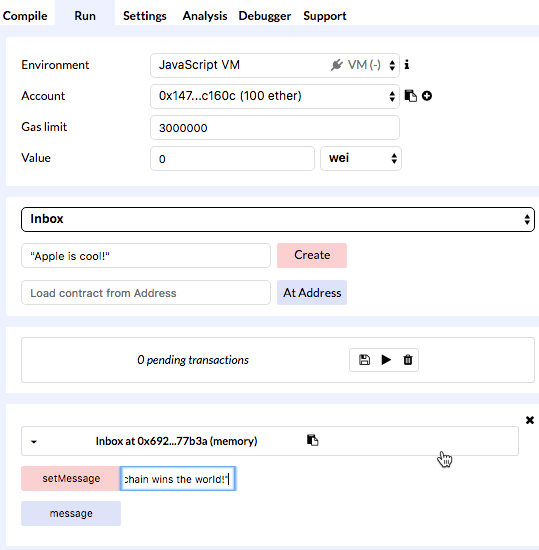 Compile Run Settings Analysis Debugger Support
Environment JavaScript VM VM (-) i
Account 0x147...c160c (100 ether)
Gas limit 3000000
Value 0 wei
Inbox
"Apple is cool!" Create
Load contract from Address At Address
0 pending transactions
Inbox at 0x692...77b3a (memory)
setMessage chain wins the world!"
message